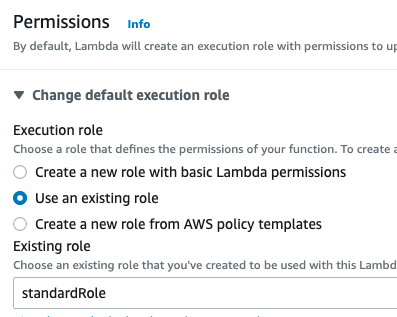 Permissions Info
By default, Lambda will create an execution role with permissions to
Change default execution role
Execution role
Choose a role that defines the permissions of your function. To create
Create a new role with basic Lambda permissions
Use an existing role
Create a new role from AWS policy templates
Existing role
Choose an existing role that you've created to be used with this
standardRole